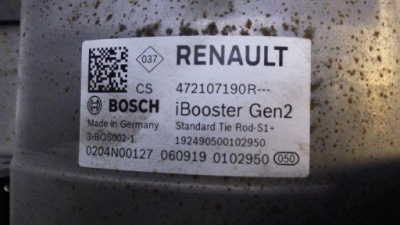 037 RENAULT
CS 472107190R---
BOSCH iBooster Gen2
Made in Germany Standard Tie Rod-S1+
3-BOS002-1 192490500102950
0204N00127 060919 0102950 050